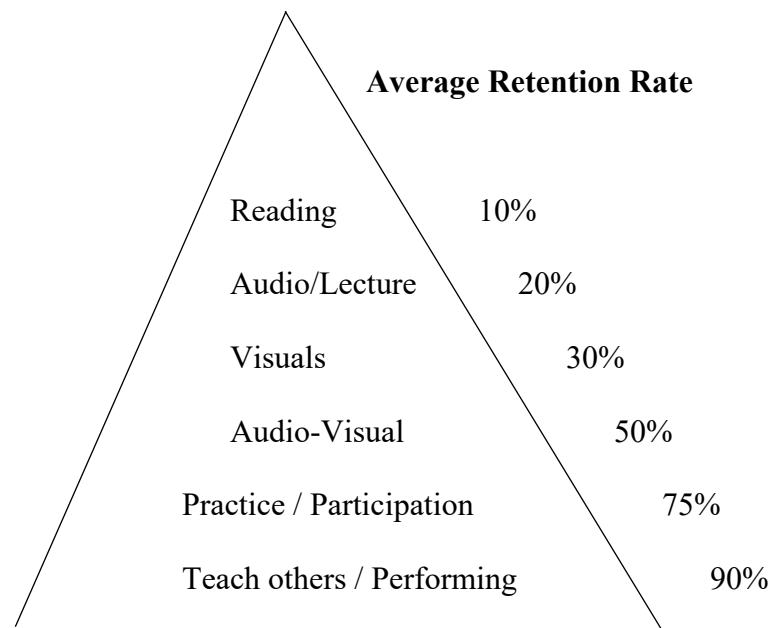 Average Retention Rate
Reading 10%
Audio/Lecture 20%
Visuals 30%
Audio-Visual 50%
Practice / Participation 75%
Teach others / Performing 90%